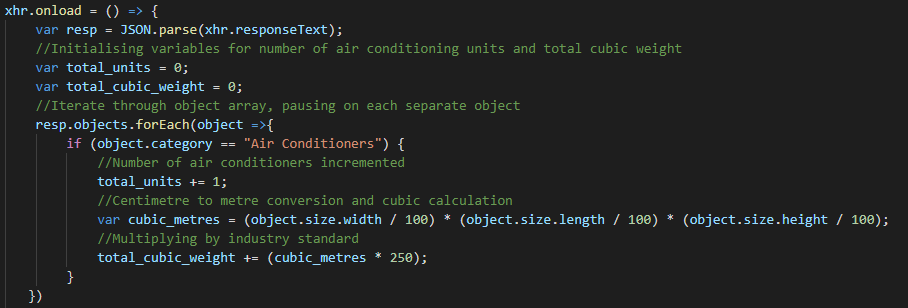 xhr.onload = () => {
    var resp = JSON.parse(xhr.responseText);
    //Initialising variables for number of air conditioning units and total cubic weight
    var total_units = 0;
    var total_cubic_weight = 0;
    //Iterate through object array, pausing on each separate object
    resp.objects.forEach(object =>{
        if (object.category == "Air Conditioners") {
            //Number of air conditioners incremented
            total_units += 1;
            //Centimetre to metre conversion and cubic calculation
            var cubic_metres = (object.size.width / 100) * (object.size.length / 100) * (object.size.height / 100);
            //Multiplying by industry standard
            total_cubic_weight += (cubic_metres * 250);
        }
    })